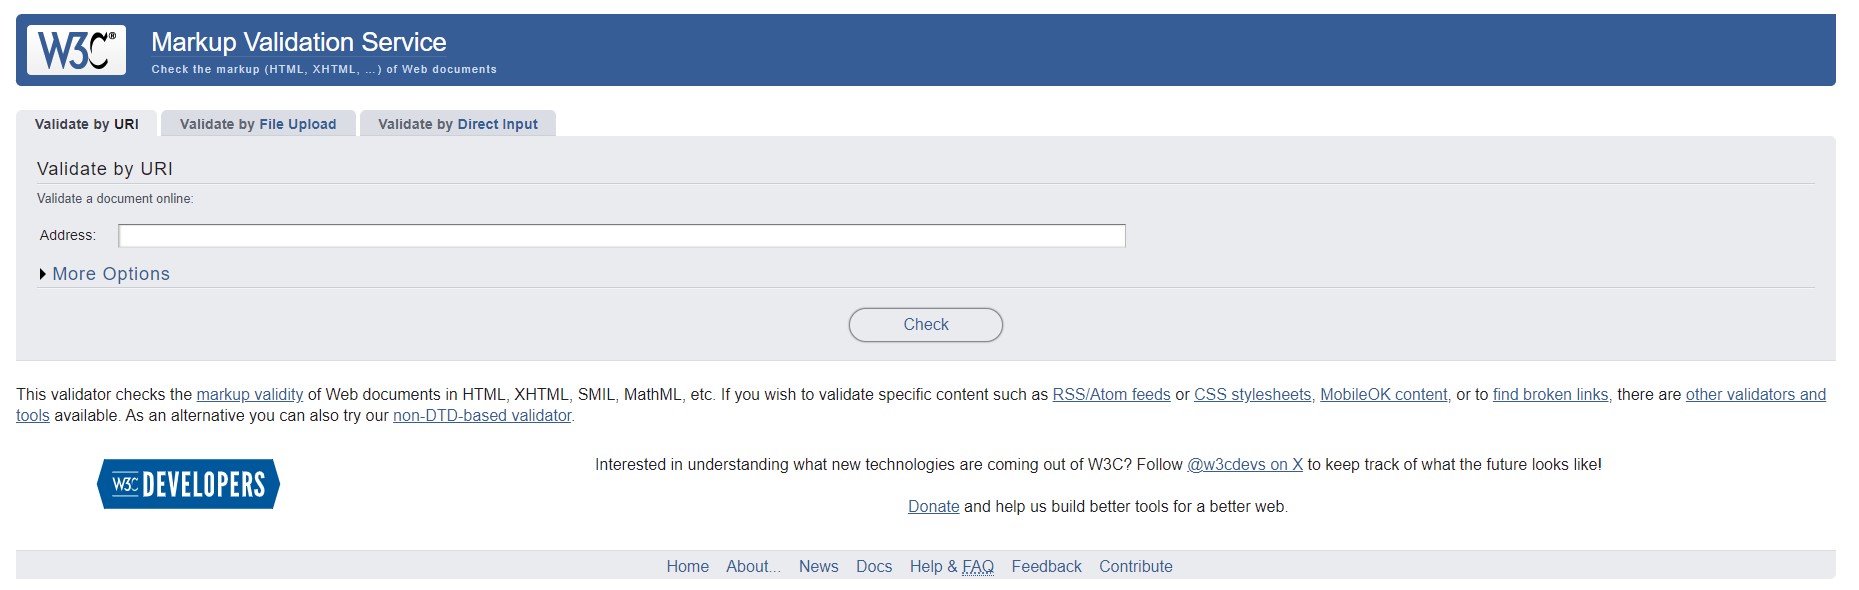 W3C®
Markup Validation Service
Check the markup (HTML, XHTML, ...) of Web documents
Validate by URI
Validate by File Upload
Validate by Direct Input
Validate by URI
Validate a document online:
Address:
More Options
Check
This validator checks the markup validity of Web documents in HTML, XHTML, SMIL, MathML, etc. If you wish to validate specific content such as RSS/Atom feeds or CSS stylesheets, MobileOK content, or to find broken links, there are other validators and
tools available. As an alternative you can also try our non-DTD-based validator.
W3C DEVELOPERS
Interested in understanding what new technologies are coming out of W3C? Follow @w3cdevs on X to keep track of what the future looks like!
Donate and help us build better tools for a better web.
Home About... News Docs Help & FAQ Feedback Contribute